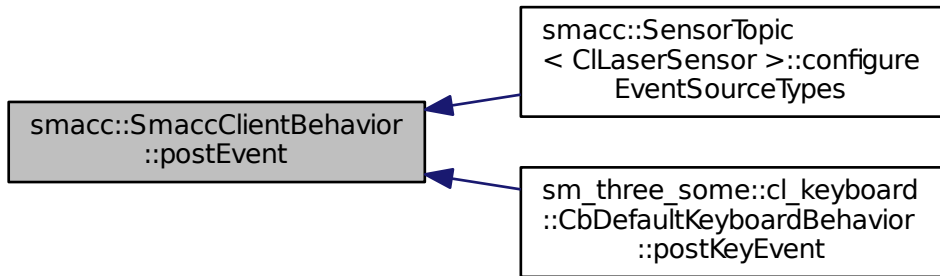 smacc::SmaccClientBehavior
::postEvent
smacc::SensorTopic
< ClLaserSensor >::configure
EventSourceTypes
sm_three_some::cl_keyboard
::CbDefaultKeyboardBehavior
::postKeyEvent